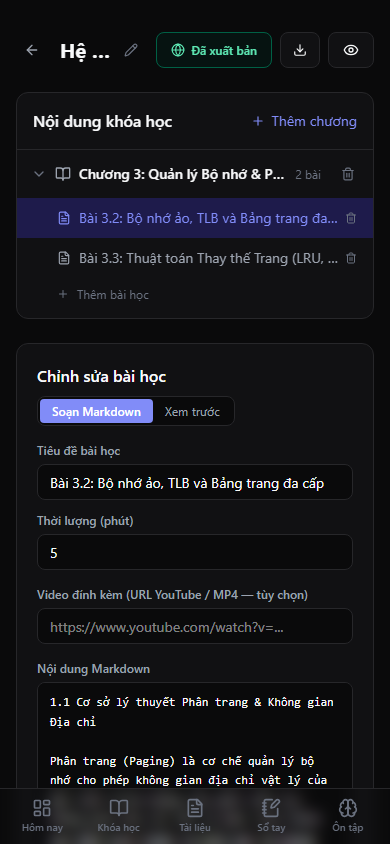 Hệ ...
Đã xuất bản
Nội dung khóa học
Thêm chương
Chương 3: Quản lý Bộ nhớ & P... 2 bài
Bài 3.2: Bộ nhớ ảo, TLB và Bảng trang đa...
Bài 3.3: Thuật toán Thay thế Trang (LRU, ...
Thêm bài học
Chỉnh sửa bài học
Soạn Markdown Xem trước
Tiêu đề bài học
Bài 3.2: Bộ nhớ ảo, TLB và Bảng trang đa cấp
Thời lượng (phút)
5
Video đính kèm (URL YouTube / MP4 — tùy chọn)
https://www.youtube.com/watch?v=...
Nội dung Markdown
1.1 Cơ sở lý thuyết Phân trang & Không gian
Địa chỉ
Phân trang (Paging) là cơ chế quản lý bộ
nhớ cho phép không gian địa chỉ vật lý của
Hôm nay Khóa học Tài liệu Sổ tay Ôn tập